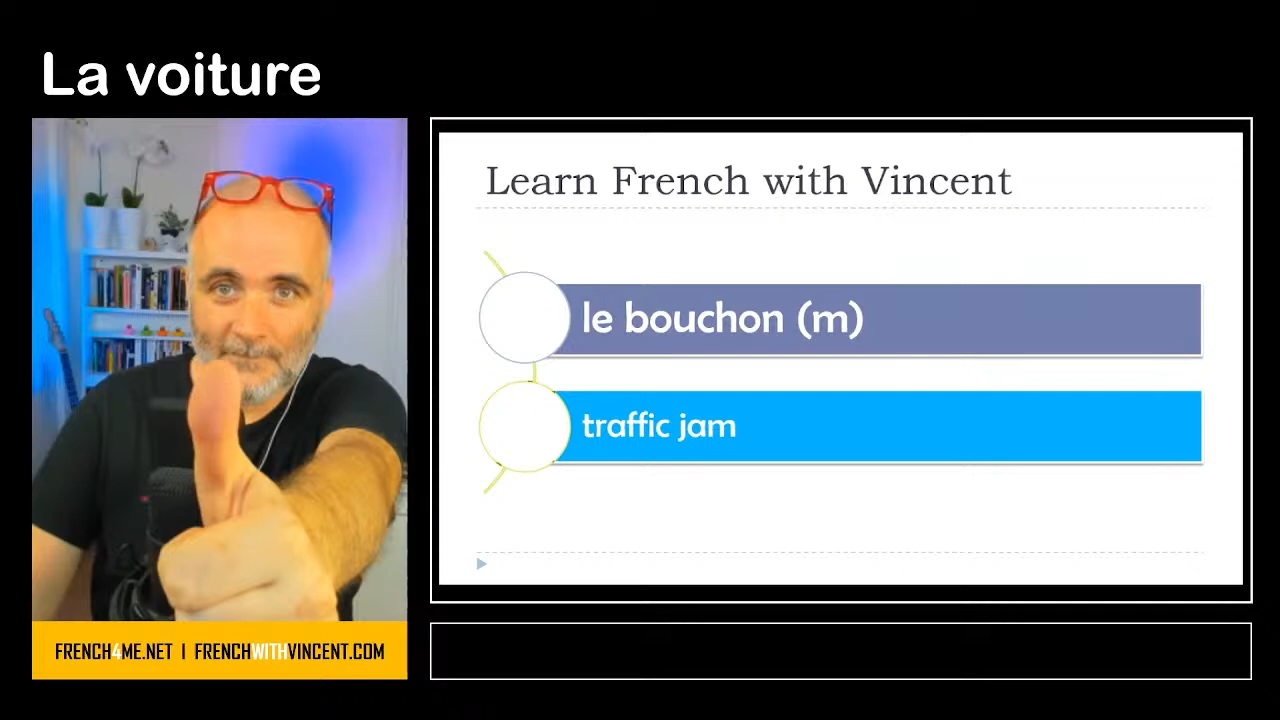 La voiture
Learn French with Vincent
le bouchon (m)
traffic jam
FRENCH4ME.NET I FRENCHWITHVINCENT.COM